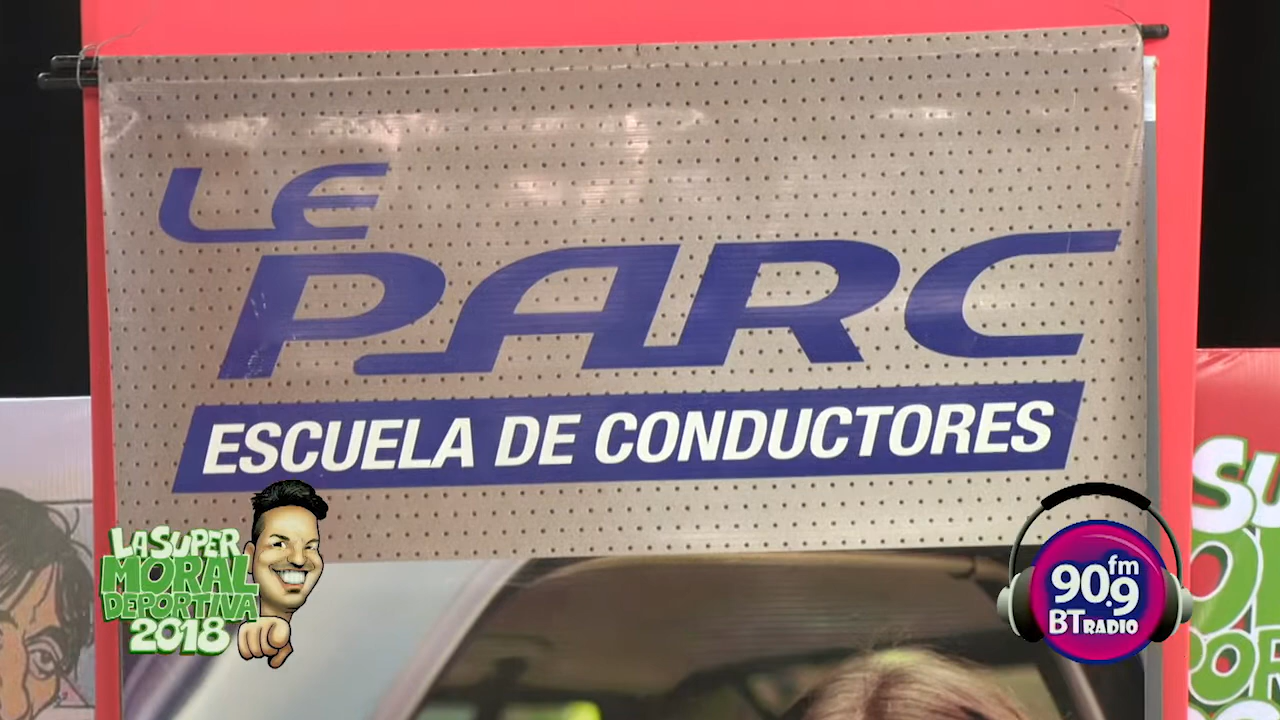 LE
PARC
ESCUELA DE CONDUCTORES
LA SUPER
MORAL
DEPORTIVA
2018
90.9 fm
BT RADIO